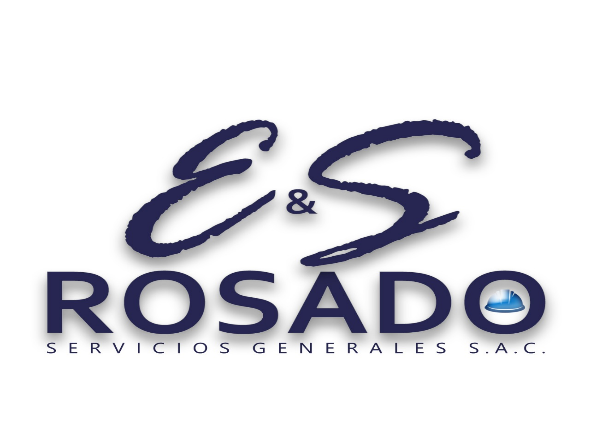 E & S
ROSADO
SERVICIOS GENERALES S.A.C.